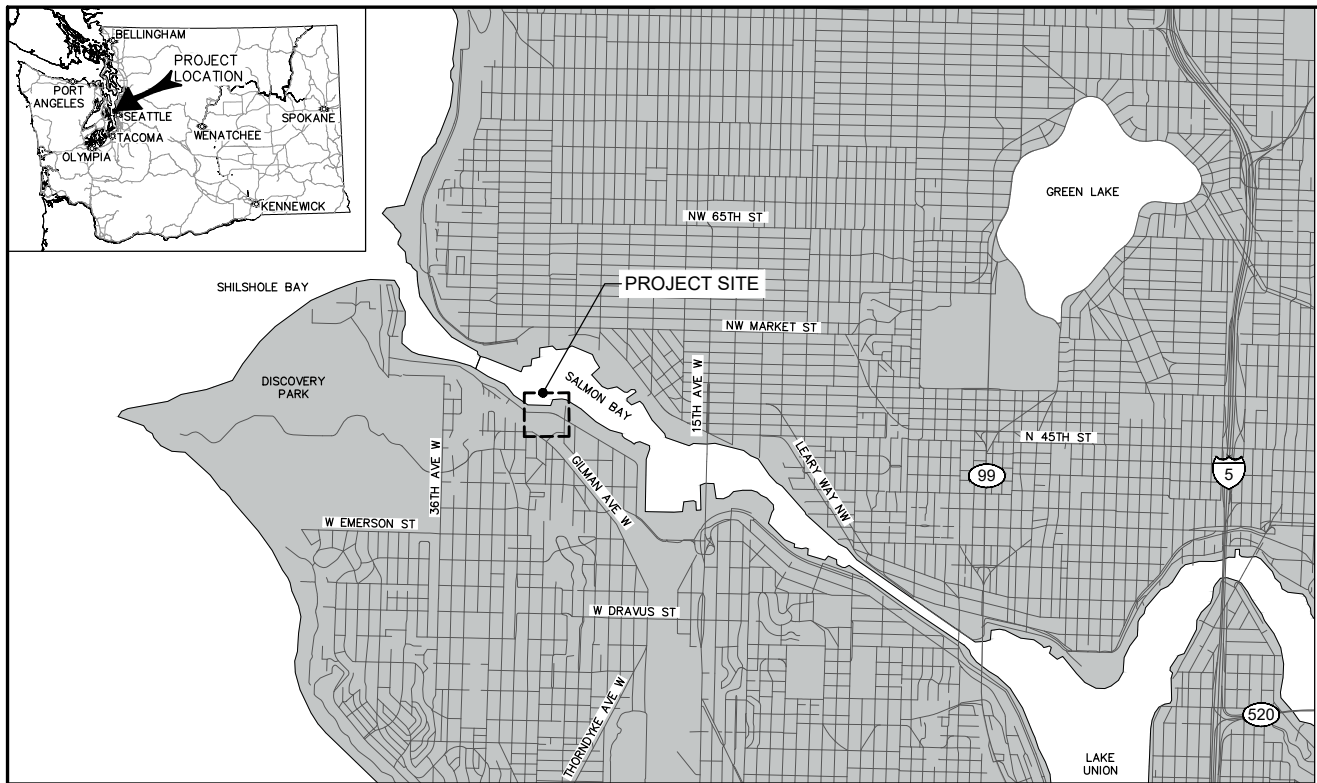 BELLINGHAM
PROJECT
LOCATION
PORT
ANGELES
SEATTLE
TACOMA
OLYMPIA
WENATCHEE
SPOKANE
KENNEWICK
GREEN LAKE
NW 65TH ST
SHILSHOLE BAY
PROJECT SITE
NW MARKET ST
DISCOVERY
PARK
SALMON BAY
15TH AVE W
36TH AVE W
GILMAN AVE W
LEARY WAY NW
N 45TH ST
99
5
W EMERSON ST
W DRAVUS ST
THORNDYKE AVE W
520
LAKE
UNION